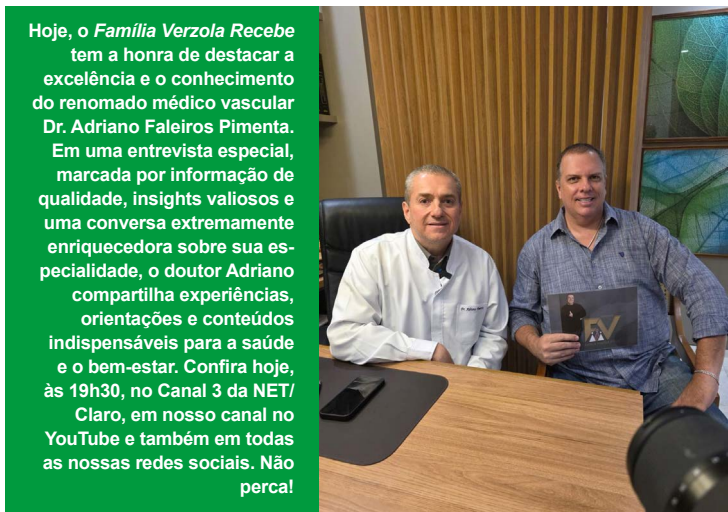 Hoje, o Família Verzola Recebe
tem a honra de destacar a
excelência e o conhecimento
do renomado médico vascular
Dr. Adriano Faleiros Pimenta.
Em uma entrevista especial,
marcada por informação de
qualidade, insights valiosos e
uma conversa extremamente
enriquecedora sobre sua es-
pecialidade, o doutor Adriano
compartilha experiências,
orientações e conteúdos
indispensáveis para a saúde
e o bem-estar. Confira hoje,
às 19h30, no Canal 3 da NET/
Claro, em nosso canal no
YouTube e também em todas
as nossas redes sociais. Não
perca!
FV